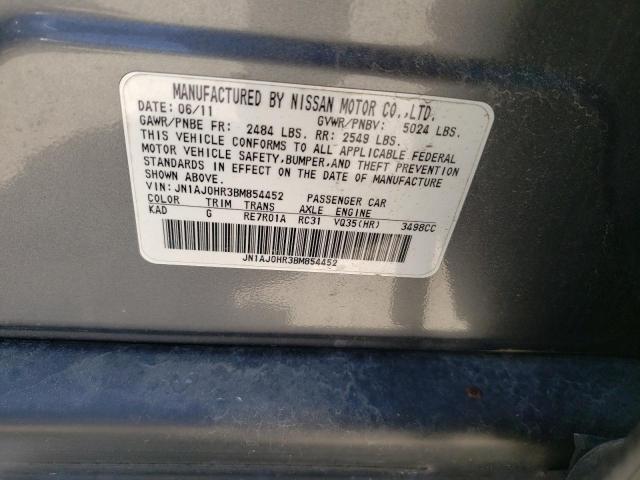 MANUFACTURED BY NISSAN MOTOR CO.,LTD.
DATE: 06/11 GVWR/PNBV: 5024 LBS.
GAWR/PNBE FR: 2484 LBS. RR: 2549 LBS.
THIS VEHICLE CONFORMS TO ALL APPLICABLE FEDERAL
MOTOR VEHICLE SAFETY,BUMPER,AND THEFT PREVENTION
STANDARDS IN EFFECT ON THE DATE OF MANUFACTURE
SHOWN ABOVE.
VIN: JN1AJ0HR3BM854452 PASSENGER CAR
COLOR TRIM TRANS AXLE ENGINE
KAD G RE7R01A RC31 VQ35(HR) 3498CC
JN1AJ0HR3BM854452